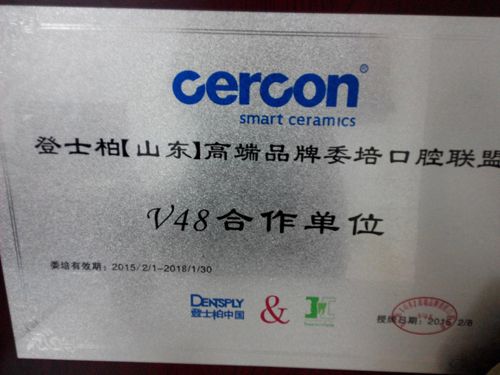 cercon®
smart ceramics
登士柏【山东】高端品牌委培口腔联盟
V48合作单位
委培有效期：2015/2/1-2018/1/30
DENTSPLY
登士柏中国
&
授牌日期：2015/2/8